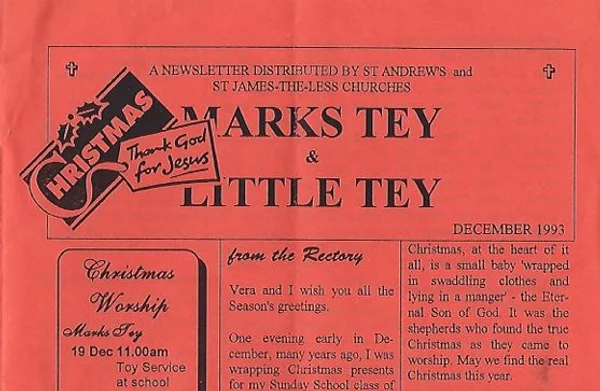 A NEWSLETTER DISTRIBUTED BY ST ANDREW'S and
ST JAMES-THE-LESS CHURCHES
CHRISTMAS
Thank God
for Jesus
MARKS TEY
&
LITTLE TEY
DECEMBER 1993
Christmas
Worship
Marks Tey
19 Dec 11.00am
Toy Service
at school
from the Rectory
Vera and I wish you all the
Season's greetings.
One evening early in De-
cember, many years ago, I was
wrapping Christmas presents
for my Sunday School class of
Christmas, at the heart of it
all, is a small baby 'wrapped
in swaddling clothes and
lying in a manger' - the Eter-
nal Son of God. It was the
shepherds who found the true
Christmas as they came to
worship. May we find the real
Christmas this year.